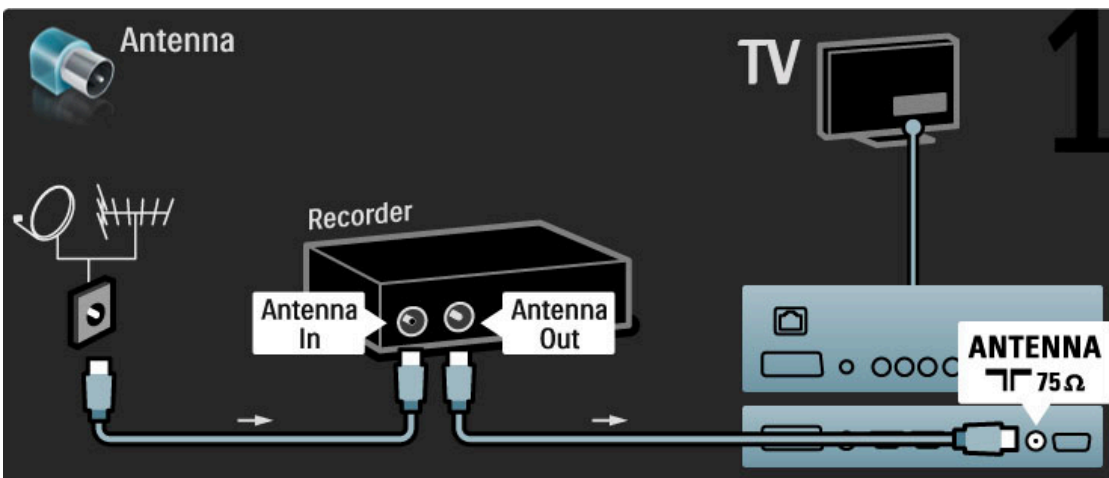 Antenna
TV
1
Recorder
Antenna
In
Antenna
Out
ANTENNA
75Ω